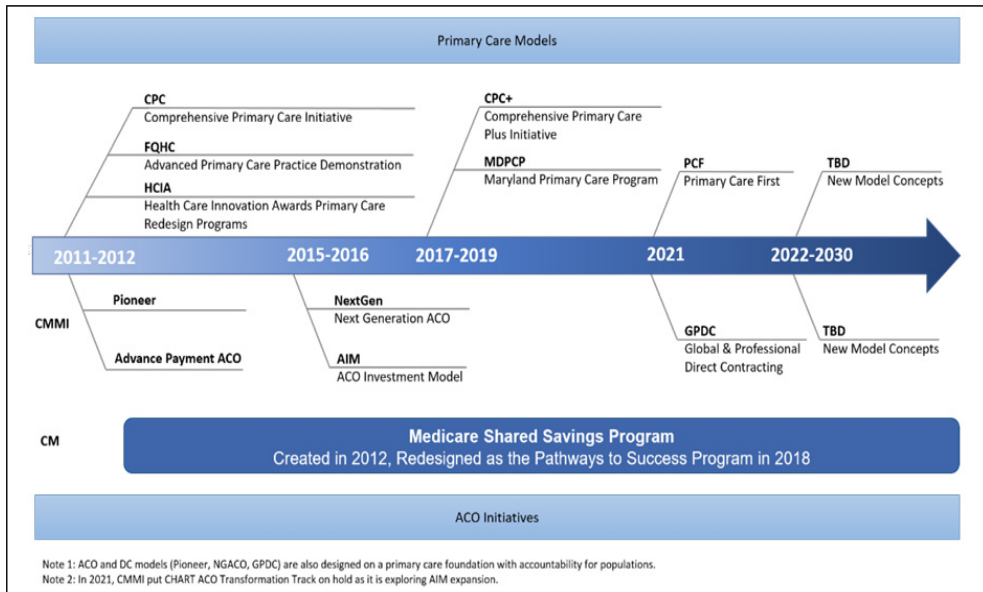 Primary Care Models
CPC
Comprehensive Primary Care Initiative
FQHC
Advanced Primary Care Practice Demonstration
HCIA
Health Care Innovation Awards Primary Care
Redesign Programs
CPC+
Comprehensive Primary Care
Plus Initiative
MDPCP
Maryland Primary Care Program
PCF
Primary Care First
TBD
New Model Concepts
2011-2012
2015-2016
2017-2019
2021
2022-2030
CMMI
Pioneer
Advance Payment ACO
NextGen
Next Generation ACO
AIM
ACO Investment Model
GPDC
Global & Professional
Direct Contracting
TBD
New Model Concepts
CM
Medicare Shared Savings Program
Created in 2012, Redesigned as the Pathways to Success Program in 2018
ACO Initiatives
Note 1: ACO and DC models (Pioneer, NGACO, GPDC) are also designed on a primary care foundation with accountability for populations.
Note 2: In 2021, CMMI put CHART ACO Transformation Track on hold as it is exploring AIM expansion.